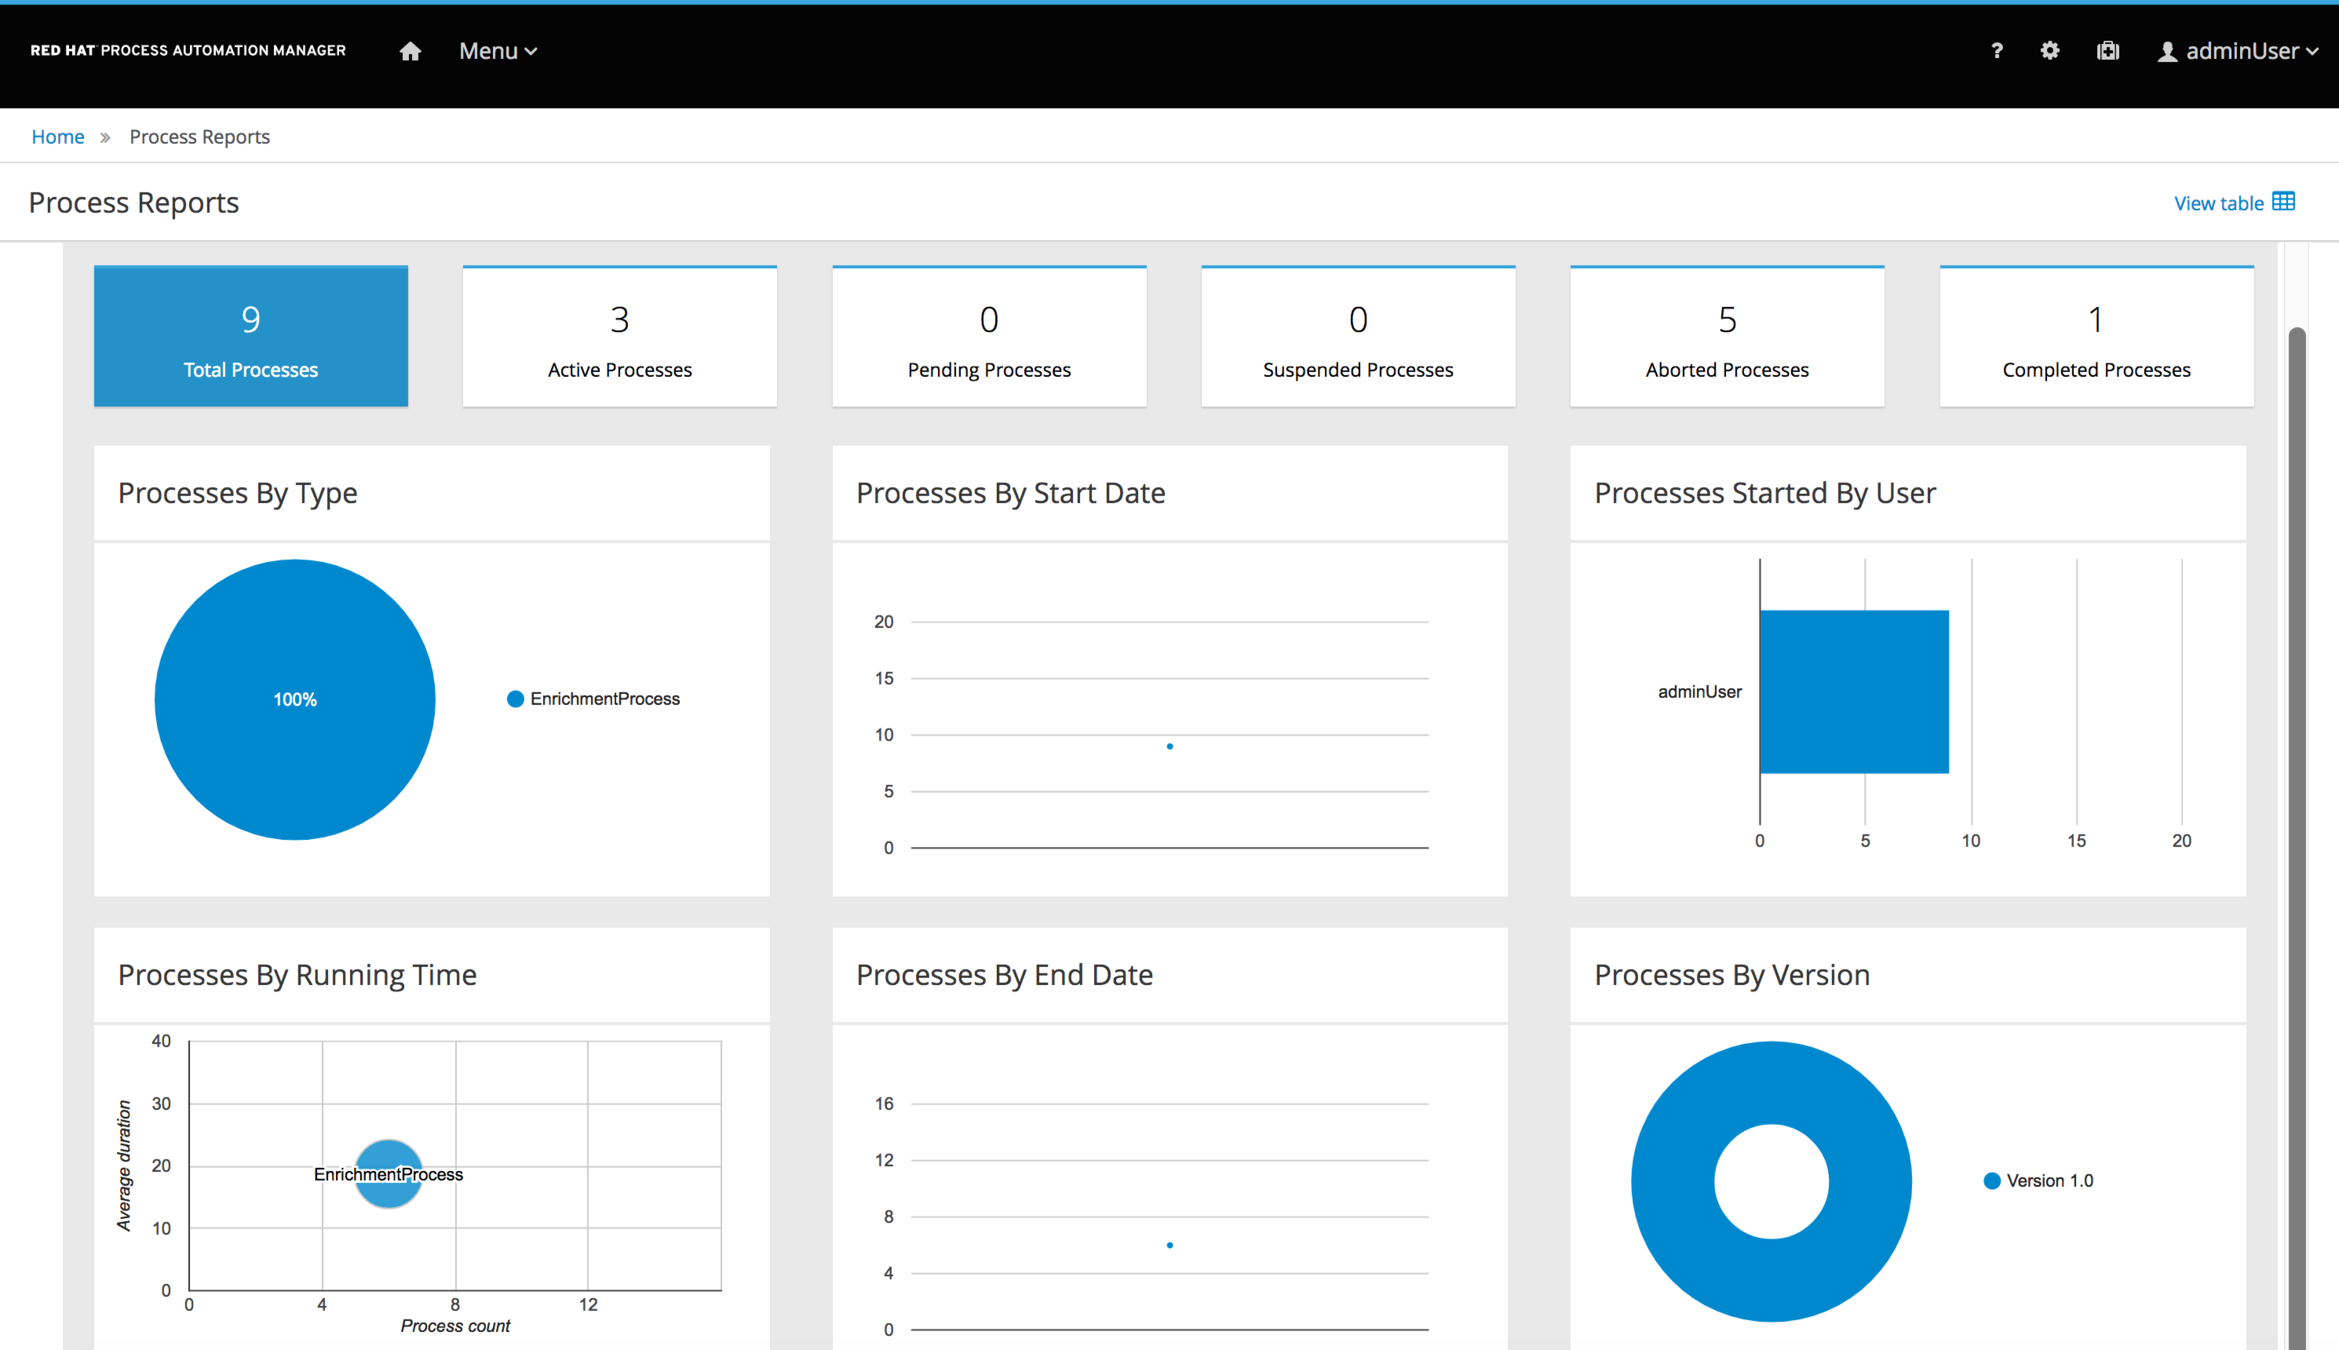 RED HAT PROCESS AUTOMATION MANAGER
Menu
?
adminUser
Home » Process Reports
Process Reports
View table
9
Total Processes
3
Active Processes
0
Pending Processes
0
Suspended Processes
5
Aborted Processes
1
Completed Processes
Processes By Type
100%
EnrichmentProcess
Processes By Start Date
20
15
10
5
0
Processes Started By User
adminUser
0 5 10 15 20
Processes By Running Time
Average duration
40
30
20
10
0
EnrichmentProcess
0 4 8 12
Process count
Processes By End Date
16
12
8
4
0
Processes By Version
Version 1.0